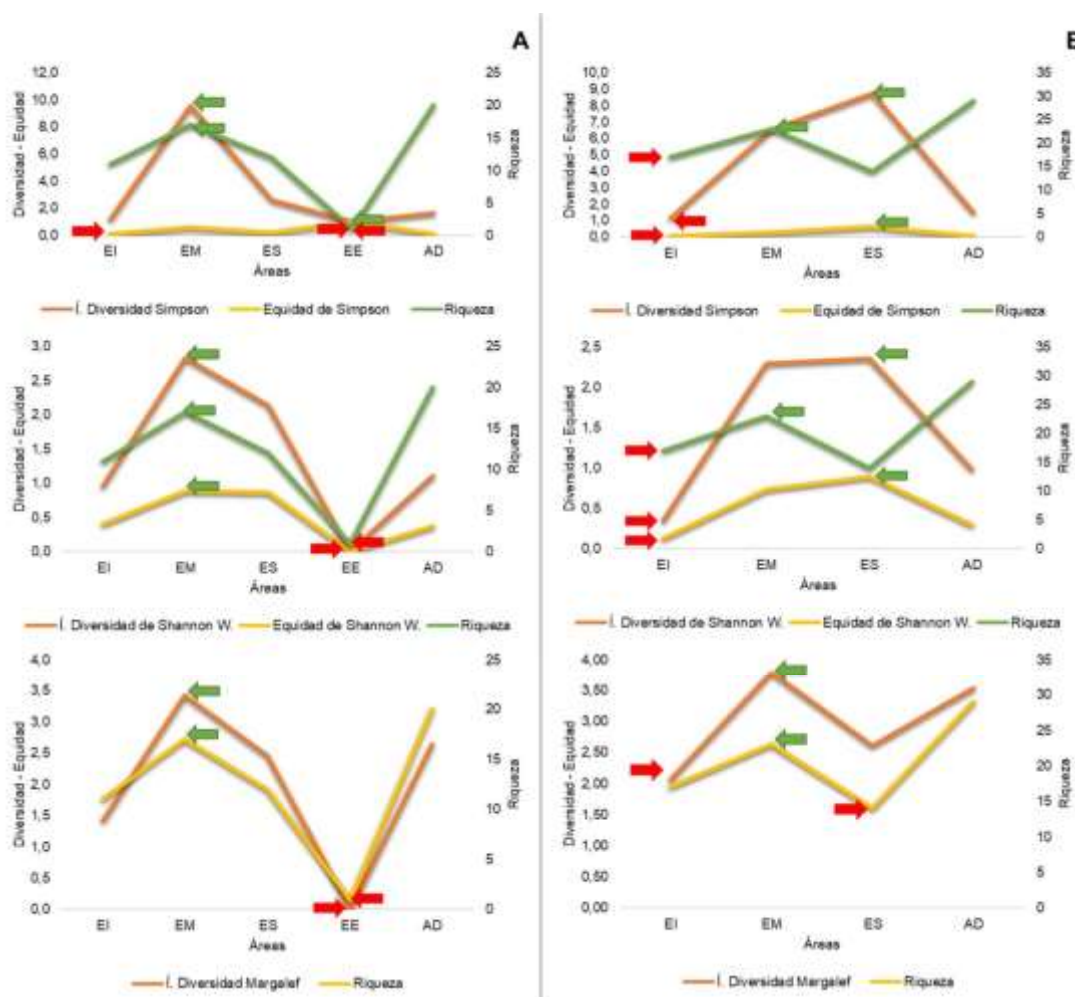 A
12,0
10,0
8,0
6,0
4,0
2,0
0,0
Diversidad - Equidad
25
20
15
10
5
0
Riqueza
EI EM ES EE AD
Áreas
Í. Diversidad Simpson Equidad de Simpson Riqueza
3,0
2,5
2,0
1,5
1,0
0,5
0,0
Diversidad - Equidad
25
20
15
10
5
0
Riqueza
EI EM ES EE AD
Áreas
Í. Diversidad de Shannon W. Equidad de Shannon W. Riqueza
4,0
3,5
3,0
2,5
2,0
1,5
1,0
0,5
0,0
Diversidad - Equidad
25
20
15
10
5
0
Riqueza
EI EM ES EE AD
Áreas
Í. Diversidad Margalef Riqueza
10,0
9,0
8,0
7,0
6,0
5,0
4,0
3,0
2,0
1,0
0,0
Diversidad - Equidad
35
30
25
20
15
10
5
0
Riqueza
EI EM ES AD
Áreas
Í. Diversidad Simpson Equidad de Simpson Riqueza
2,5
2,0
1,5
1,0
0,5
0,0
Diversidad - Equidad
35
30
25
20
15
10
5
0
Riqueza
EI EM ES AD
Áreas
Í. Diversidad de Shannon W. Equidad de Shannon W. Riqueza
4,00
3,50
3,00
2,50
2,00
1,50
1,00
0,50
0,00
Diversidad - Equidad
35
30
25
20
15
10
5
0
Riqueza
EI EM ES AD
Áreas
Í. Diversidad Margalef Riqueza